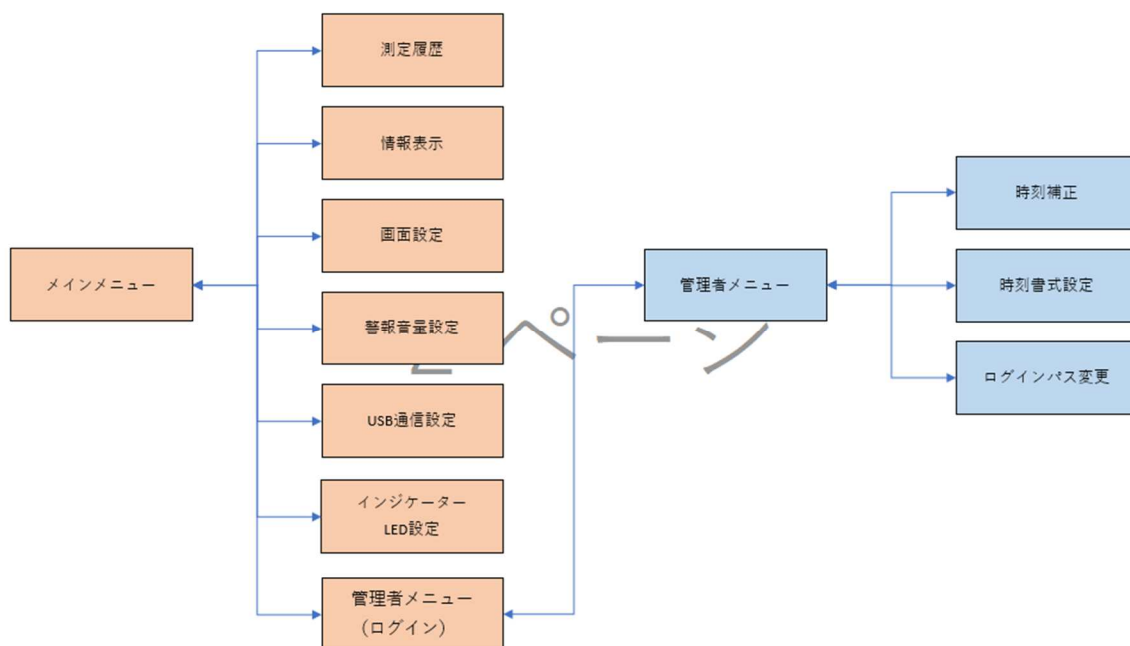 測定履歴
情報表示
画面設定
メインメニュー
警報音量設定
USB通信設定
インジケーター
LED設定
管理者メニュー
(ログイン)
管理者メニュー
時刻補正
時刻書式設定
ログインパス変更